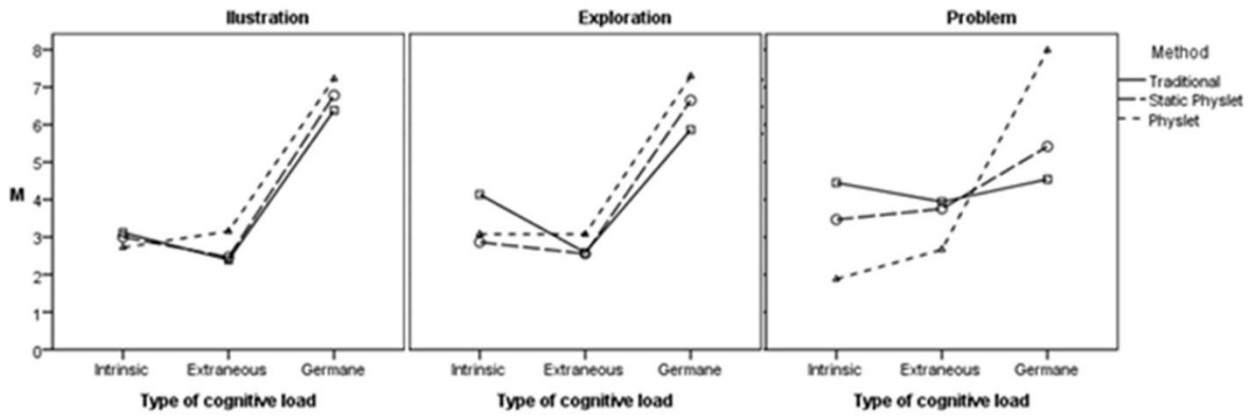 Ilustration
Exploration
Problem
8
7
6
5
4
3
2
1
0
M
Intrinsic Extraneous Germane
Intrinsic Extraneous Germane
Intrinsic Extraneous Germane
Type of cognitive load
Type of cognitive load
Type of cognitive load
Method
Traditional
Static Physlet
Physlet